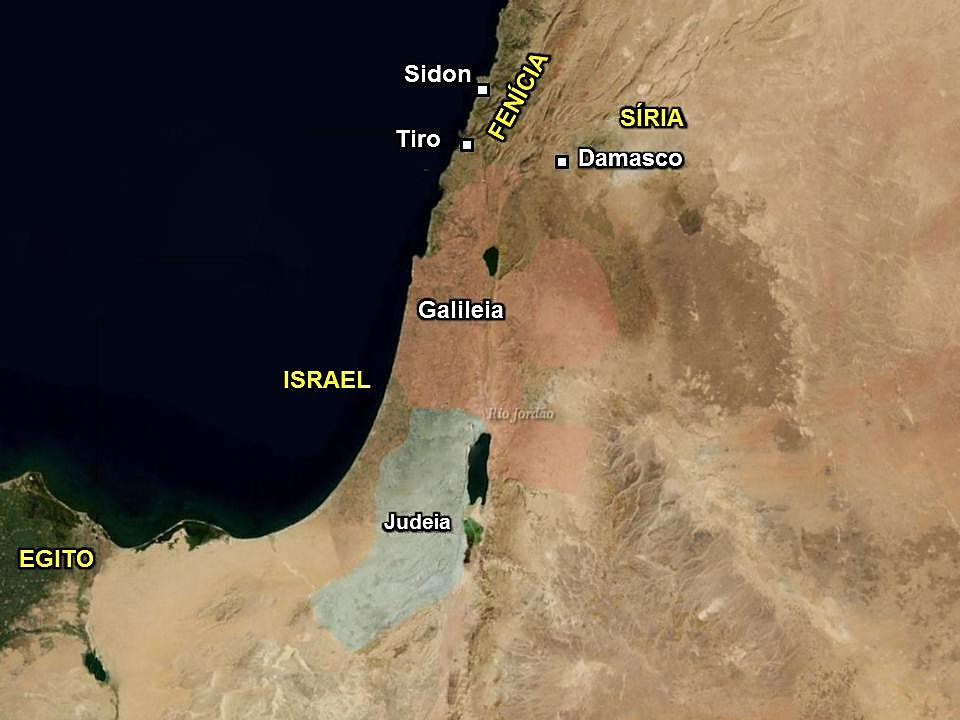 Sidon
FENÍCIA
SÍRIA
Tiro
Damasco
Galileia
ISRAEL
Rio jordão
Judeia
EGITO